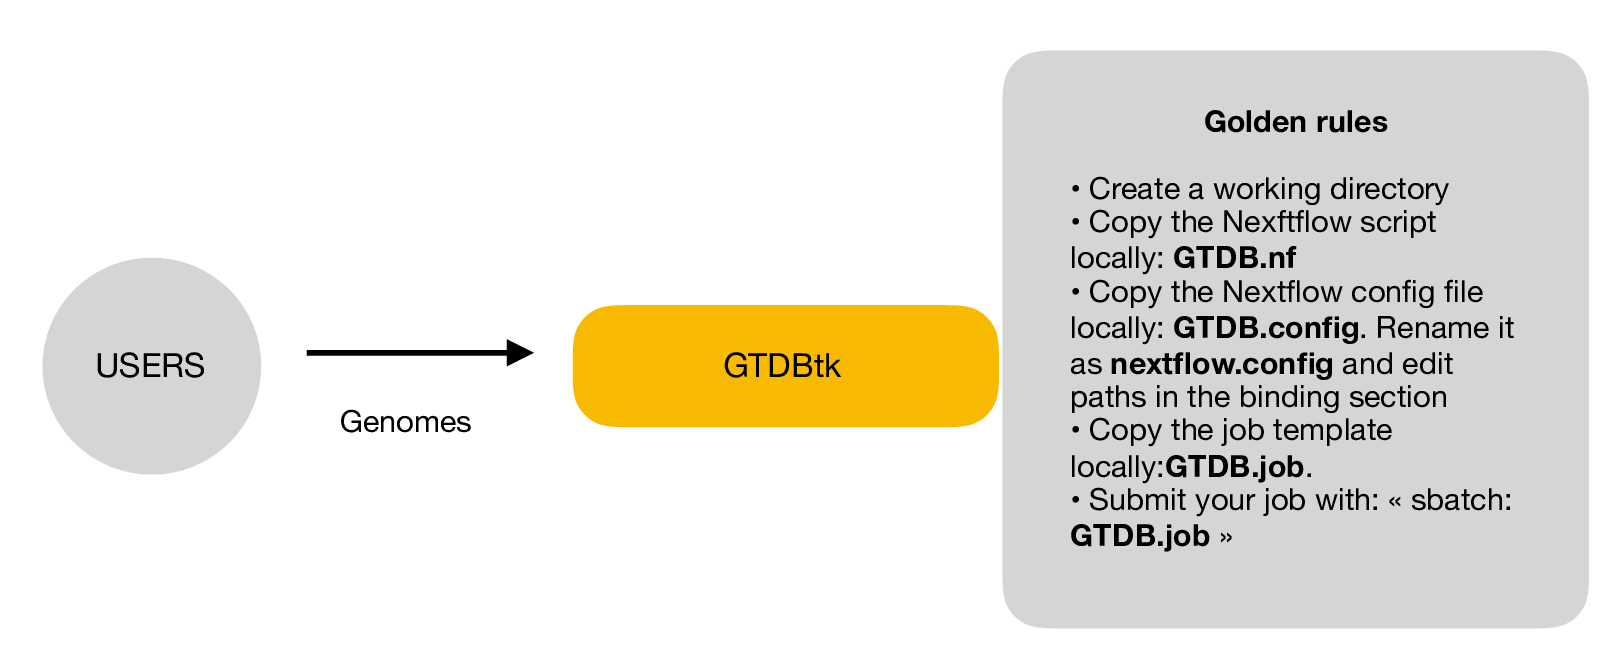 USERS
Genomes
GTDBtk
Golden rules
• Create a working directory
• Copy the Nexftflow script
locally: GTDB.nf
• Copy the Nextflow config file
locally: GTDB.config. Rename it
as nextflow.config and edit
paths in the binding section
• Copy the job template
locally:GTDB.job.
• Submit your job with: « sbatch:
GTDB.job »